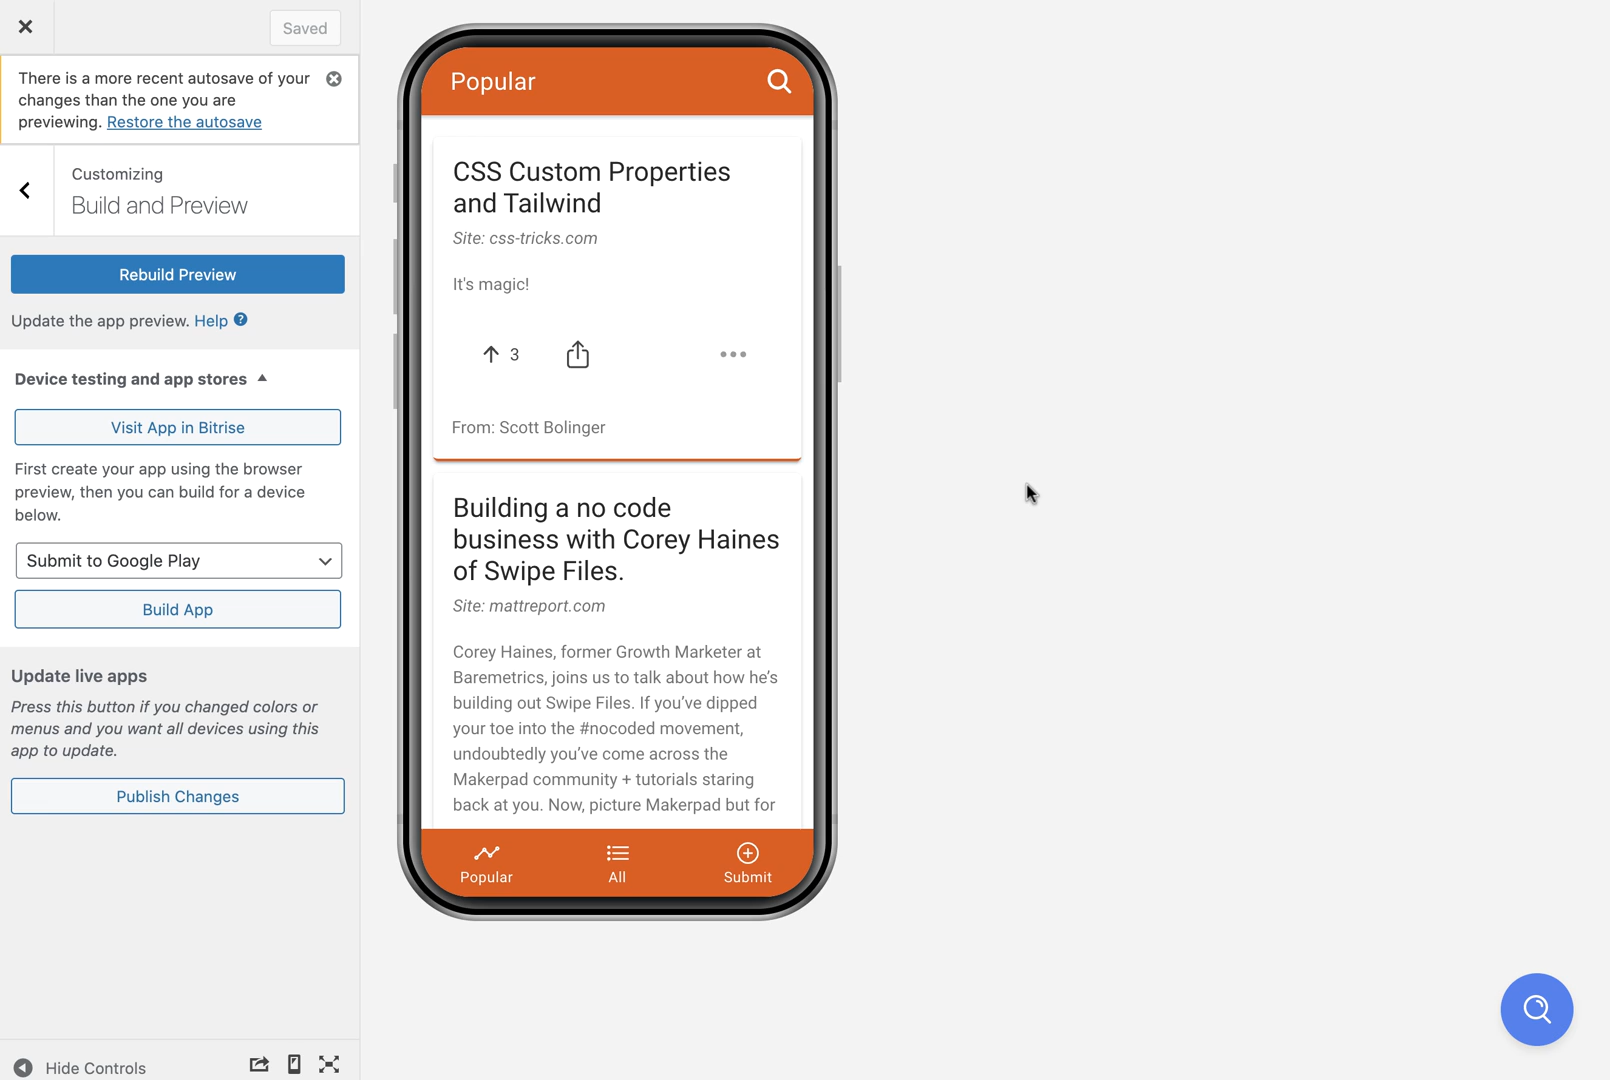 Saved
There is a more recent autosave of your
changes than the one you are
previewing. Restore the autosave
Customizing
Build and Preview
Rebuild Preview
Update the app preview. Help ?
Device testing and app stores
Visit App in Bitrise
First create your app using the browser
preview, then you can build for a device
below.
Submit to Google Play
Build App
Update live apps
Press this button if you changed colors or
menus and you want all devices using this
app to update.
Publish Changes
Hide Controls
Popular
CSS Custom Properties
and Tailwind
Site: css-tricks.com
It's magic!
3
From: Scott Bolinger
Building a no code
business with Corey Haines
of Swipe Files.
Site: mattreport.com
Corey Haines, former Growth Marketer at
Baremetrics, joins us to talk about how he’s
building out Swipe Files. If you’ve dipped
your toe into the #nocoded movement,
undoubtedly you’ve come across the
Makerpad community + tutorials staring
back at you. Now, picture Makerpad but for
Popular
All
Submit